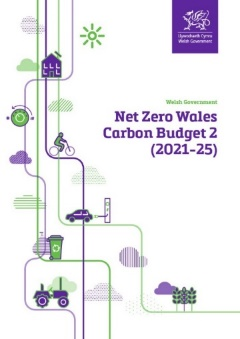 Llywodraeth Cymru
Welsh Government
Welsh Government
Net Zero Wales
Carbon Budget 2
(2021-25)